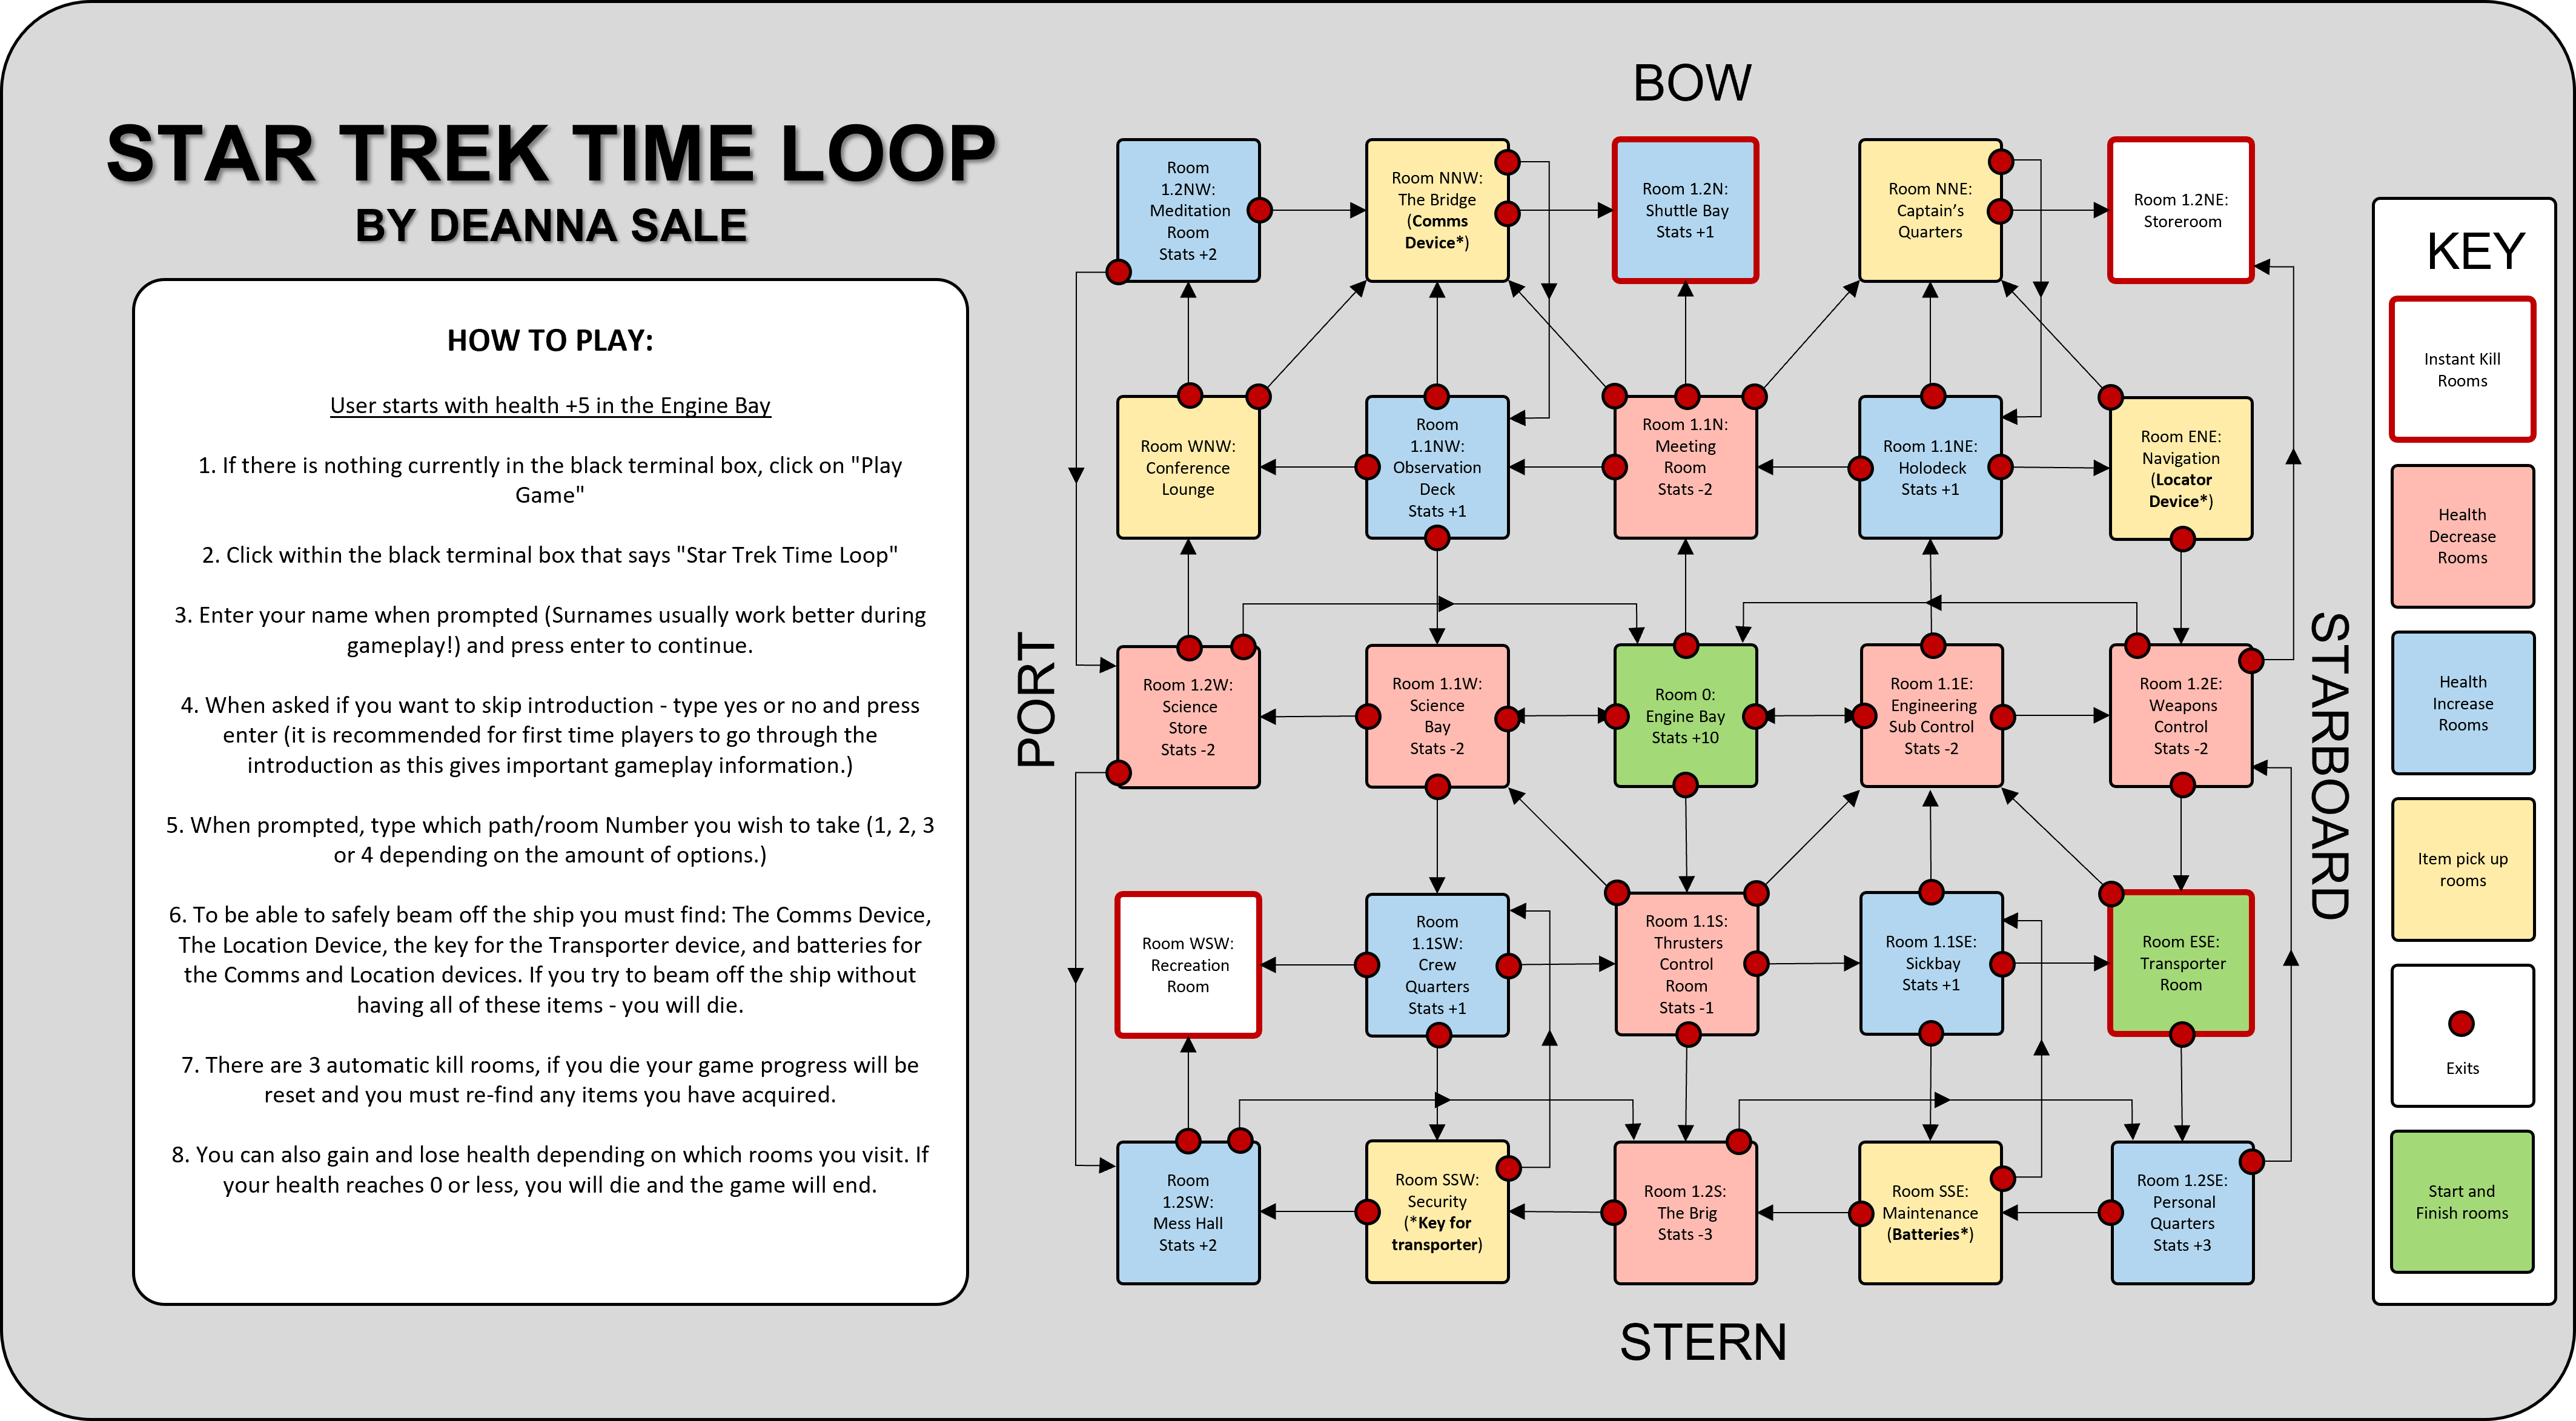 STAR TREK TIME LOOP
BY DEANNA SALE
HOW TO PLAY:
User starts with health +5 in the Engine Bay
1. If there is nothing currently in the black terminal box, click on "Play
Game"
2. Click within the black terminal box that says "Star Trek Time Loop"
3. Enter your name when prompted (Surnames usually work better during
gameplay!) and press enter to continue.
4. When asked if you want to skip introduction - type yes or no and press
enter (it is recommended for first time players to go through the
introduction as this gives important gameplay information.)
5. When prompted, type which path/room Number you wish to take (1, 2, 3
or 4 depending on the amount of options.)
6. To be able to safely beam off the ship you must find: The Comms Device,
The Location Device, the key for the Transporter device, and batteries for
the Comms and Location devices. If you try to beam off the ship without
having all of these items - you will die.
7. There are 3 automatic kill rooms, if you die your game progress will be
reset and you must re-find any items you have acquired.
8. You can also gain and lose health depending on which rooms you visit. If
your health reaches 0 or less, you will die and the game will end.
BOW
PORT
STARBOARD
STERN
Room
1.2NW:
Meditation
Room
Stats +2
Room NNW:
The Bridge
(Comms
Device*)
Room 1.2N:
Shuttle Bay
Stats +1
Room NNE:
Captain’s
Quarters
Room 1.2NE:
Storeroom
Room WNW:
Conference
Lounge
Room
1.1NW:
Observation
Deck
Stats +1
Room 1.1N:
Meeting
Room
Stats -2
Room 1.1NE:
Holodeck
Stats +1
Room ENE:
Navigation
(Locator
Device*)
Room 1.2W:
Science
Store
Stats -2
Room 1.1W:
Science
Bay
Stats -2
Room 0:
Engine Bay
Stats +10
Room 1.1E:
Engineering
Sub Control
Stats -2
Room 1.2E:
Weapons
Control
Stats -2
Room WSW:
Recreation
Room
Room
1.1SW:
Crew
Quarters
Stats +1
Room 1.1S:
Thrusters
Control
Room
Stats -1
Room 1.1SE:
Sickbay
Stats +1
Room ESE:
Transporter
Room
Room
1.2SW:
Mess Hall
Stats +2
Room SSW:
Security
(*Key for
transporter)
Room 1.2S:
The Brig
Stats -3
Room SSE:
Maintenance
(Batteries*)
Room 1.2SE:
Personal
Quarters
Stats +3
KEY
Instant Kill
Rooms
Health
Decrease
Rooms
Health
Increase
Rooms
Item pick up
rooms
Exits
Start and
Finish rooms